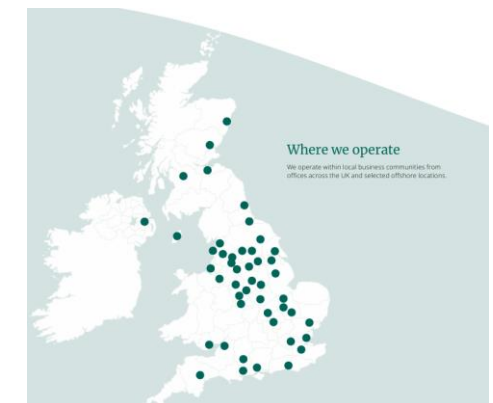 Where we operate
We operate within local business communities from
offices across the UK and selected offshore locations.